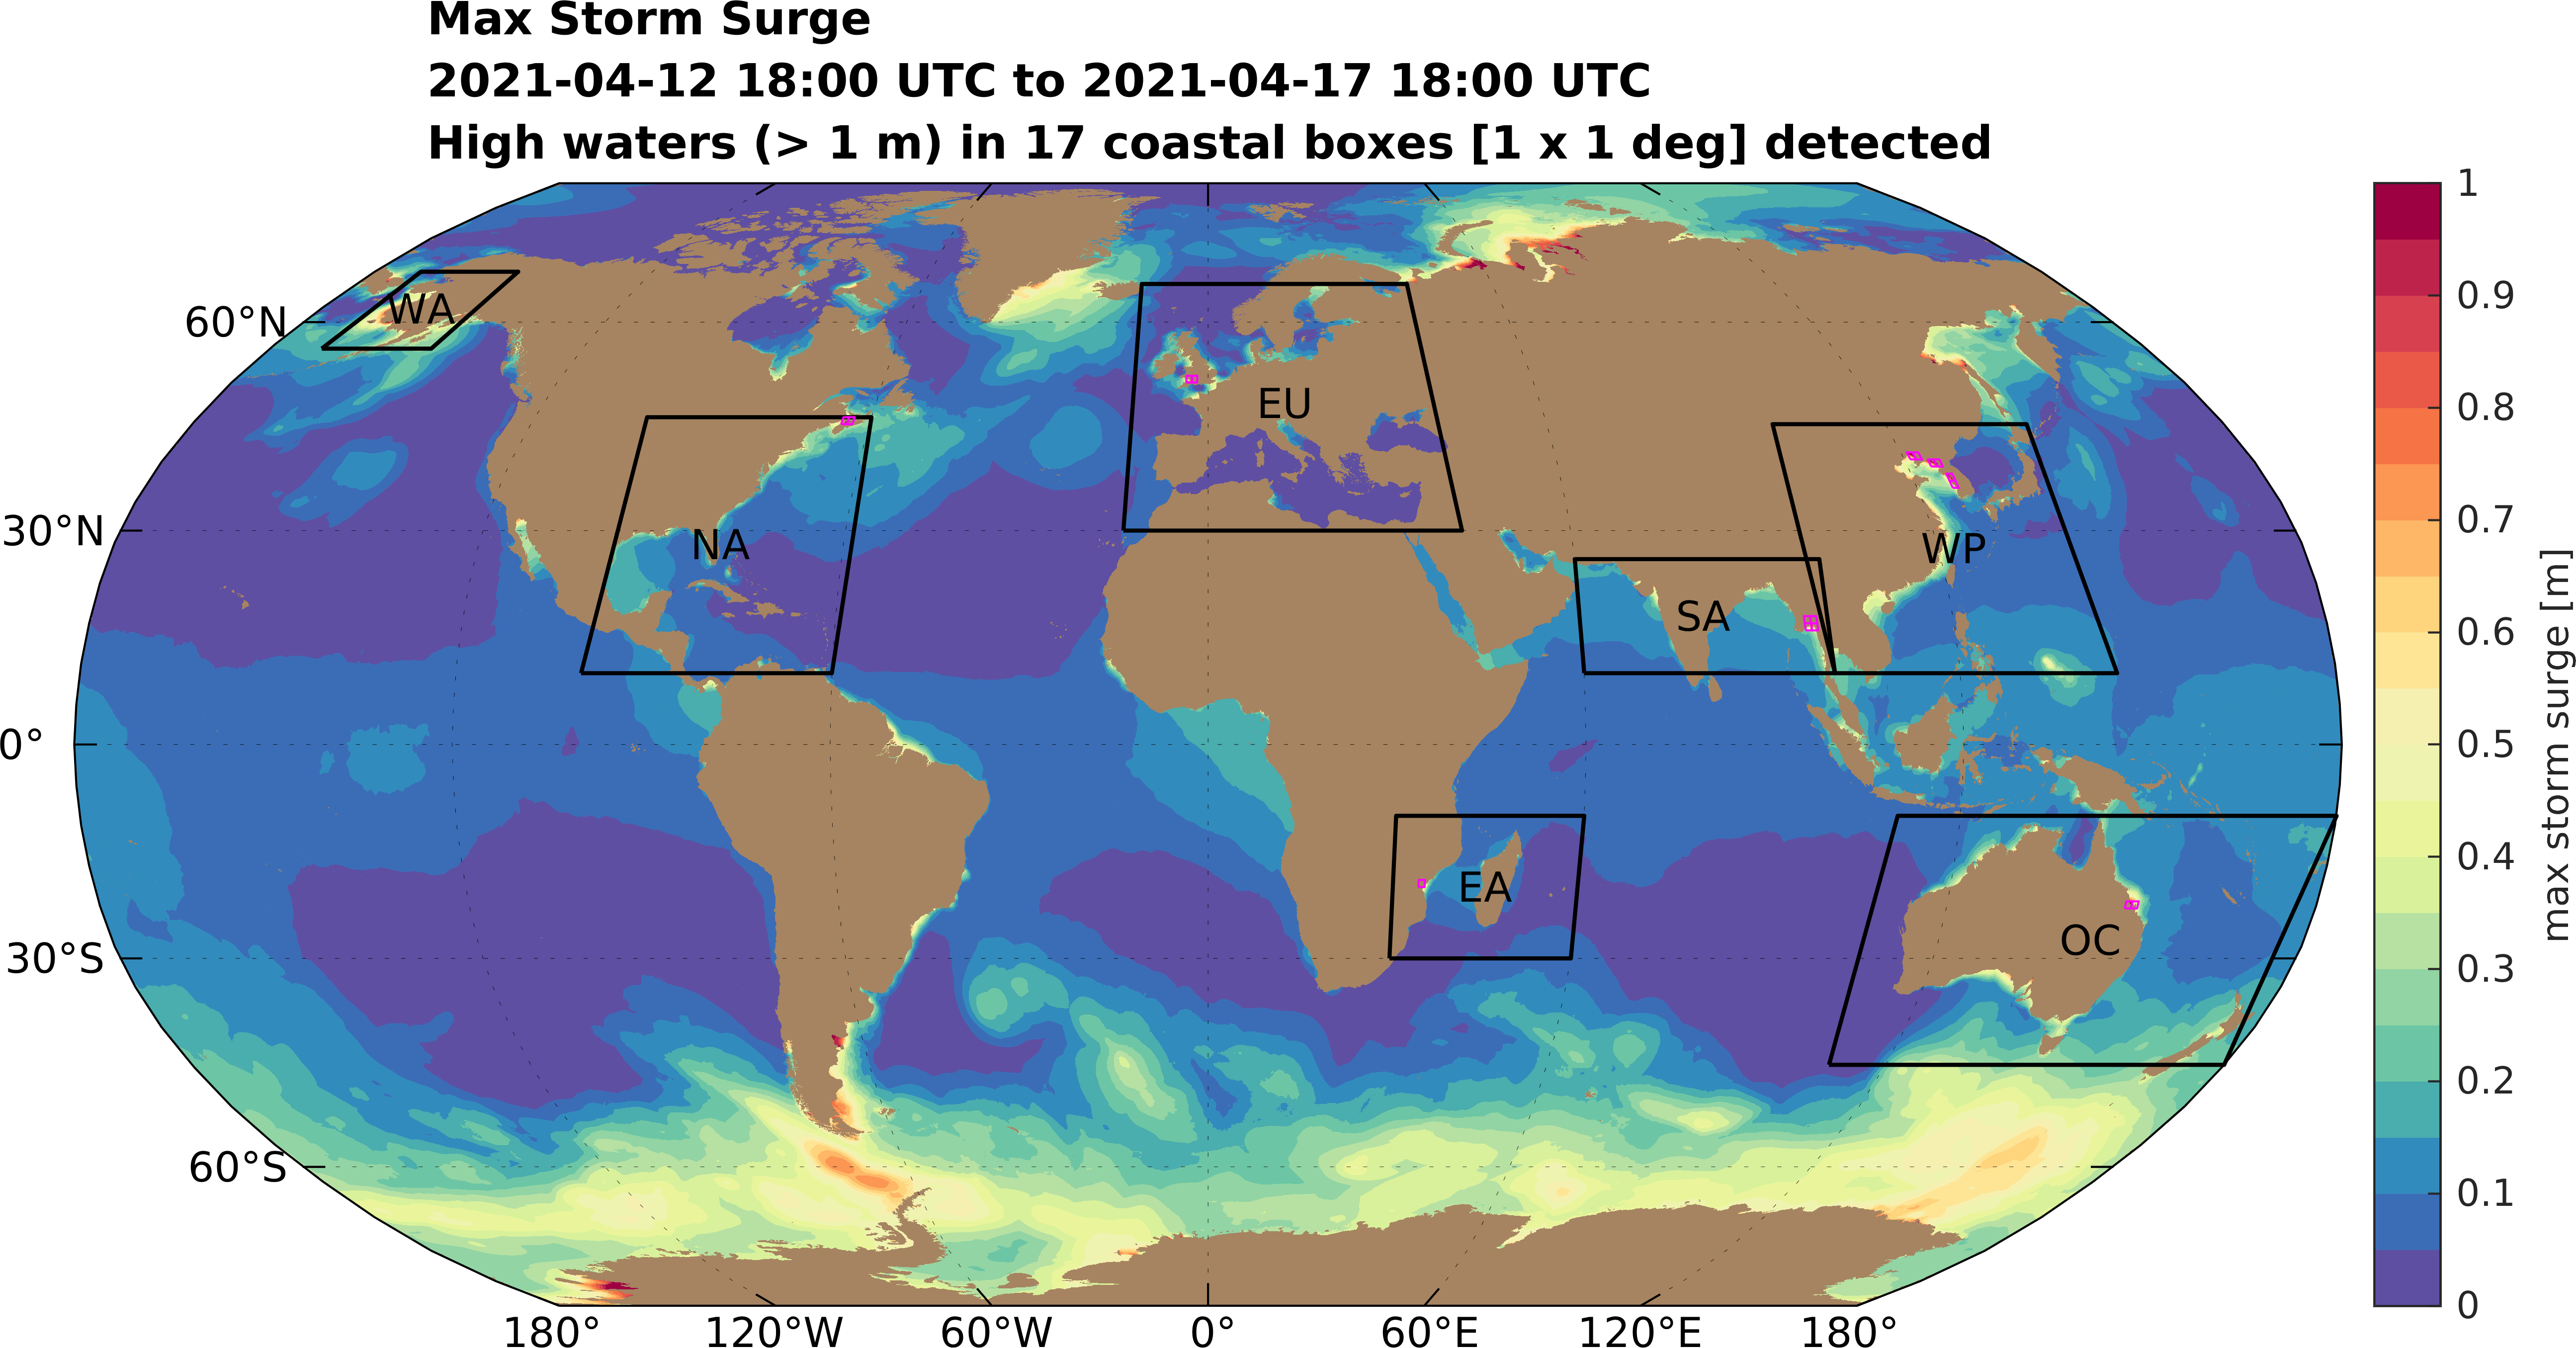 Max Storm Surge
2021-04-12 18:00 UTC to 2021-04-17 18:00 UTC
High waters (> 1 m) in 17 coastal boxes [1 x 1 deg] detected
60°N
30°N
0°
30°S
60°S
WA
NA
EU
SA
WP
EA
OC
180°
120°W
60°W
0°
60°E
120°E
180°
1
0.9
0.8
0.7
0.6
0.5
0.4
0.3
0.2
0.1
0
max storm surge [m]